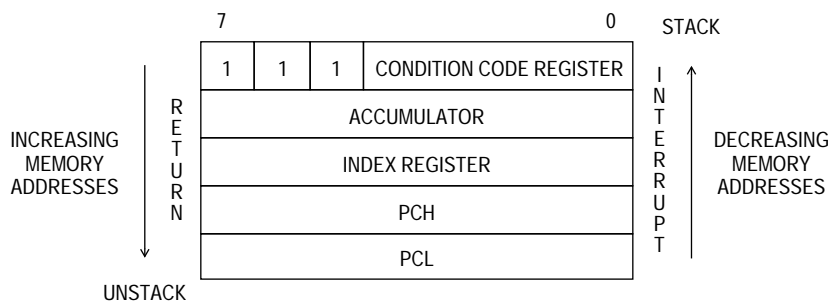 7 0
STACK
1 1 1 CONDITION CODE REGISTER
ACCUMULATOR
INDEX REGISTER
PCH
PCL
INCREASING
MEMORY
ADDRESSES
RETURN
INTERRUPT
DECREASING
MEMORY
ADDRESSES
UNSTACK